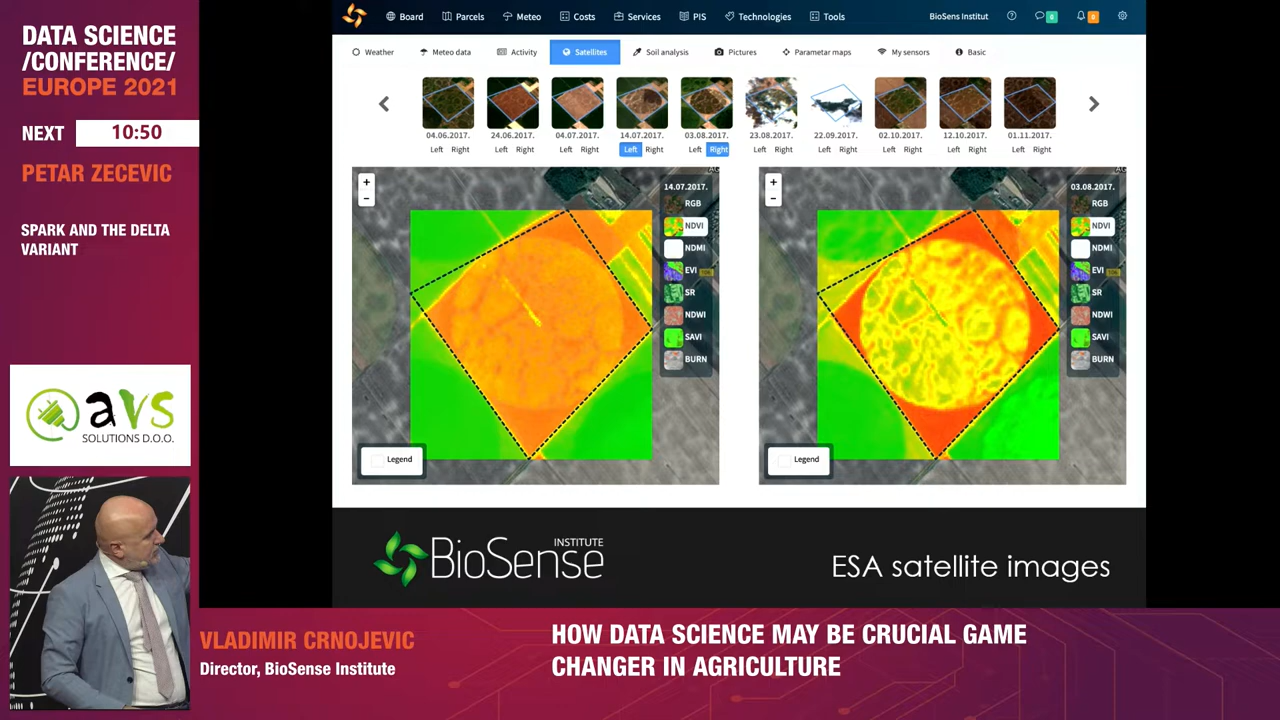 DATA SCIENCE
/CONFERENCE/
EUROPE 2021
NEXT 10:50
PETAR ZECEVIC
SPARK AND THE DELTA
VARIANT
avs
SOLUTIONS D.O.O.
Board Parcels Meteo Costs Services PIS Technologies Tools BioSens Institut 0 0
Weather Meteo data Activity Satellites Soil analysis Pictures Parametar maps My sensors Basic
04.06.2017. 24.06.2017. 04.07.2017. 14.07.2017. 03.08.2017. 23.08.2017. 22.09.2017. 02.10.2017. 12.10.2017. 01.11.2017.
Left Right Left Right Left Right Left Right Left Right Left Right Left Right Left Right Left Right Left Right
+
-
14.07.2017.
RGB
NDVI
NDMI
EVI
SR
NDWI
SAVI
BURN
Legend
+
-
03.08.2017.
RGB
NDVI
NDMI
EVI
SR
NDWI
SAVI
BURN
Legend
BioSense
INSTITUTE
ESA satellite images
VLADIMIR CRNOJEVIC
Director, BioSense Institute
HOW DATA SCIENCE MAY BE CRUCIAL GAME
CHANGER IN AGRICULTURE